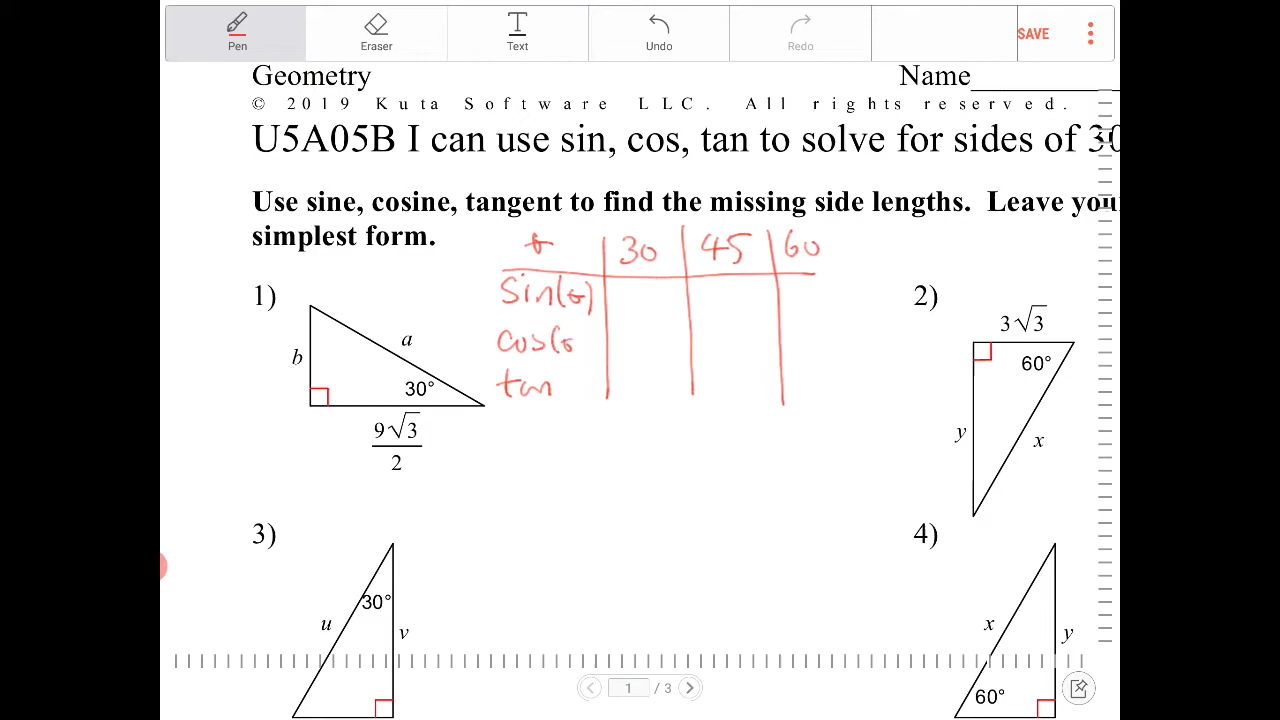 Pen Eraser Text Undo Redo SAVE
Geometry Name
© 2019 Kuta Software LLC. All rights reserved.
U5A05B I can use sin, cos, tan to solve for sides of 30
Use sine, cosine, tangent to find the missing side lengths. Leave you
simplest form.
θ 30 45 60
Sin(θ)
cos(θ
tan
1)
a
b
30°
9√3
2
2)
3√3
60°
y
x
3)
30°
u
v
4)
x
y
60°
1 / 3